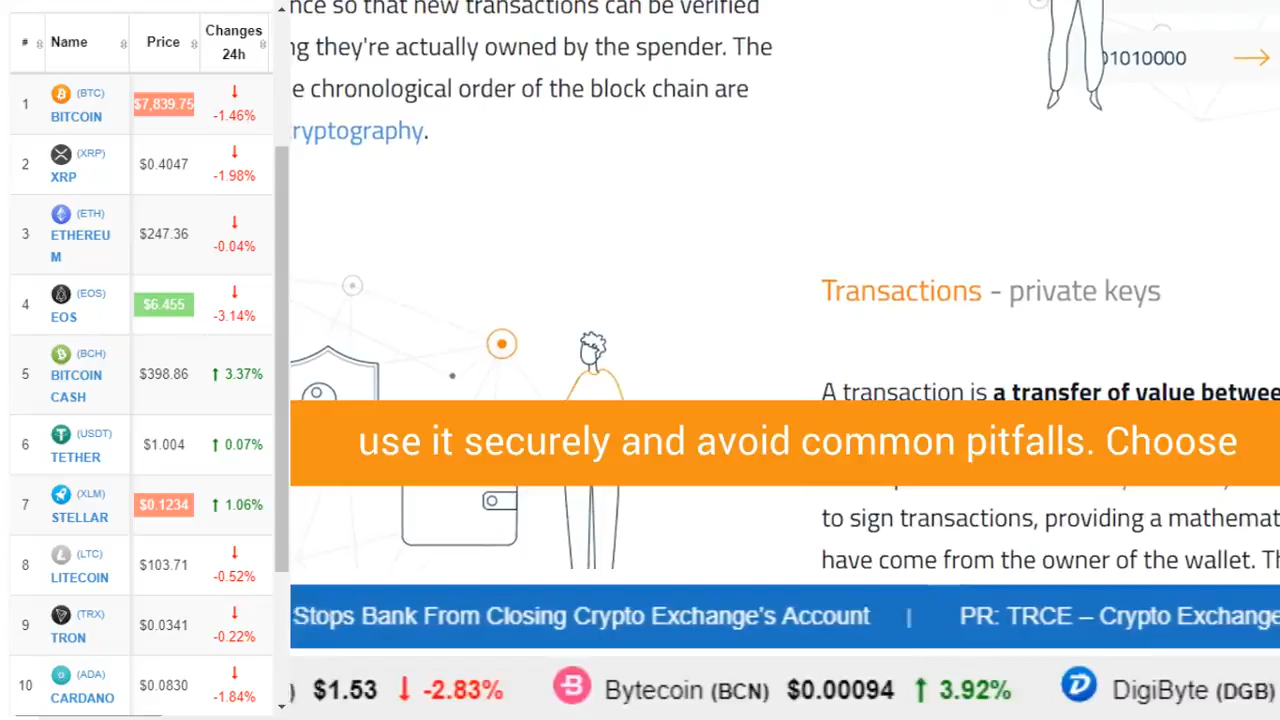 # Name Price Changes 24h
1 (BTC) BITCOIN $7,839.75 ↓ -1.46%
2 (XRP) XRP $0.4047 ↓ -1.98%
3 (ETH) ETHEREUM $247.36 ↓ -0.04%
4 (EOS) EOS $6.455 ↓ -3.14%
5 (BCH) BITCOIN CASH $398.86 ↑ 3.37%
6 (USDT) TETHER $1.004 ↑ 0.07%
7 (XLM) STELLAR $0.1234 ↑ 1.06%
8 (LTC) LITECOIN $103.71 ↓ -0.52%
9 (TRX) TRON $0.0341 ↓ -0.22%
10 (ADA) CARDANO $0.0830 ↓ -1.84%
nce so that new transactions can be verified
ng they're actually owned by the spender. The
e chronological order of the block chain are
ryptography.
01010000
Transactions - private keys
A transaction is a transfer of value betwee
use it securely and avoid common pitfalls. Choose
to sign transactions, providing a mathemat
have come from the owner of the wallet. Th
Stops Bank From Closing Crypto Exchange's Account | PR: TRCE – Crypto Exchange
) $1.53 ↓ -2.83% Bytecoin (BCN) $0.00094 ↑ 3.92% DigiByte (DGB)